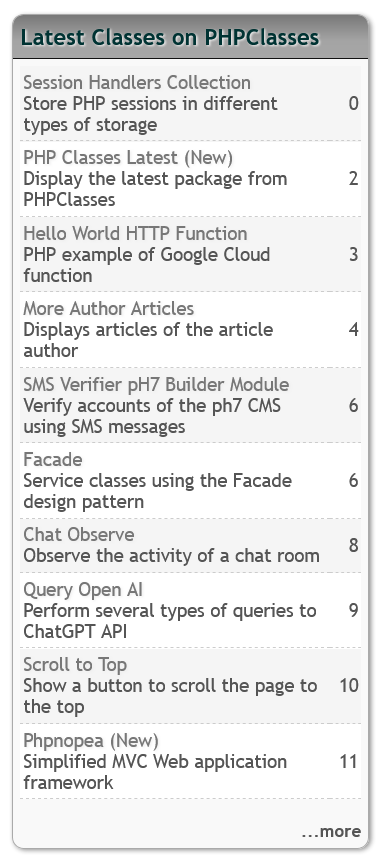 Latest Classes on PHPClasses
Session Handlers Collection
Store PHP sessions in different
types of storage
0
PHP Classes Latest (New)
Display the latest package from
PHPClasses
2
Hello World HTTP Function
PHP example of Google Cloud
function
3
More Author Articles
Displays articles of the article
author
4
SMS Verifier pH7 Builder Module
Verify accounts of the ph7 CMS
using SMS messages
6
Facade
Service classes using the Facade
design pattern
6
Chat Observe
Observe the activity of a chat room
8
Query Open AI
Perform several types of queries to
ChatGPT API
9
Scroll to Top
Show a button to scroll the page to
the top
10
Phpnopea (New)
Simplified MVC Web application
framework
11
...more